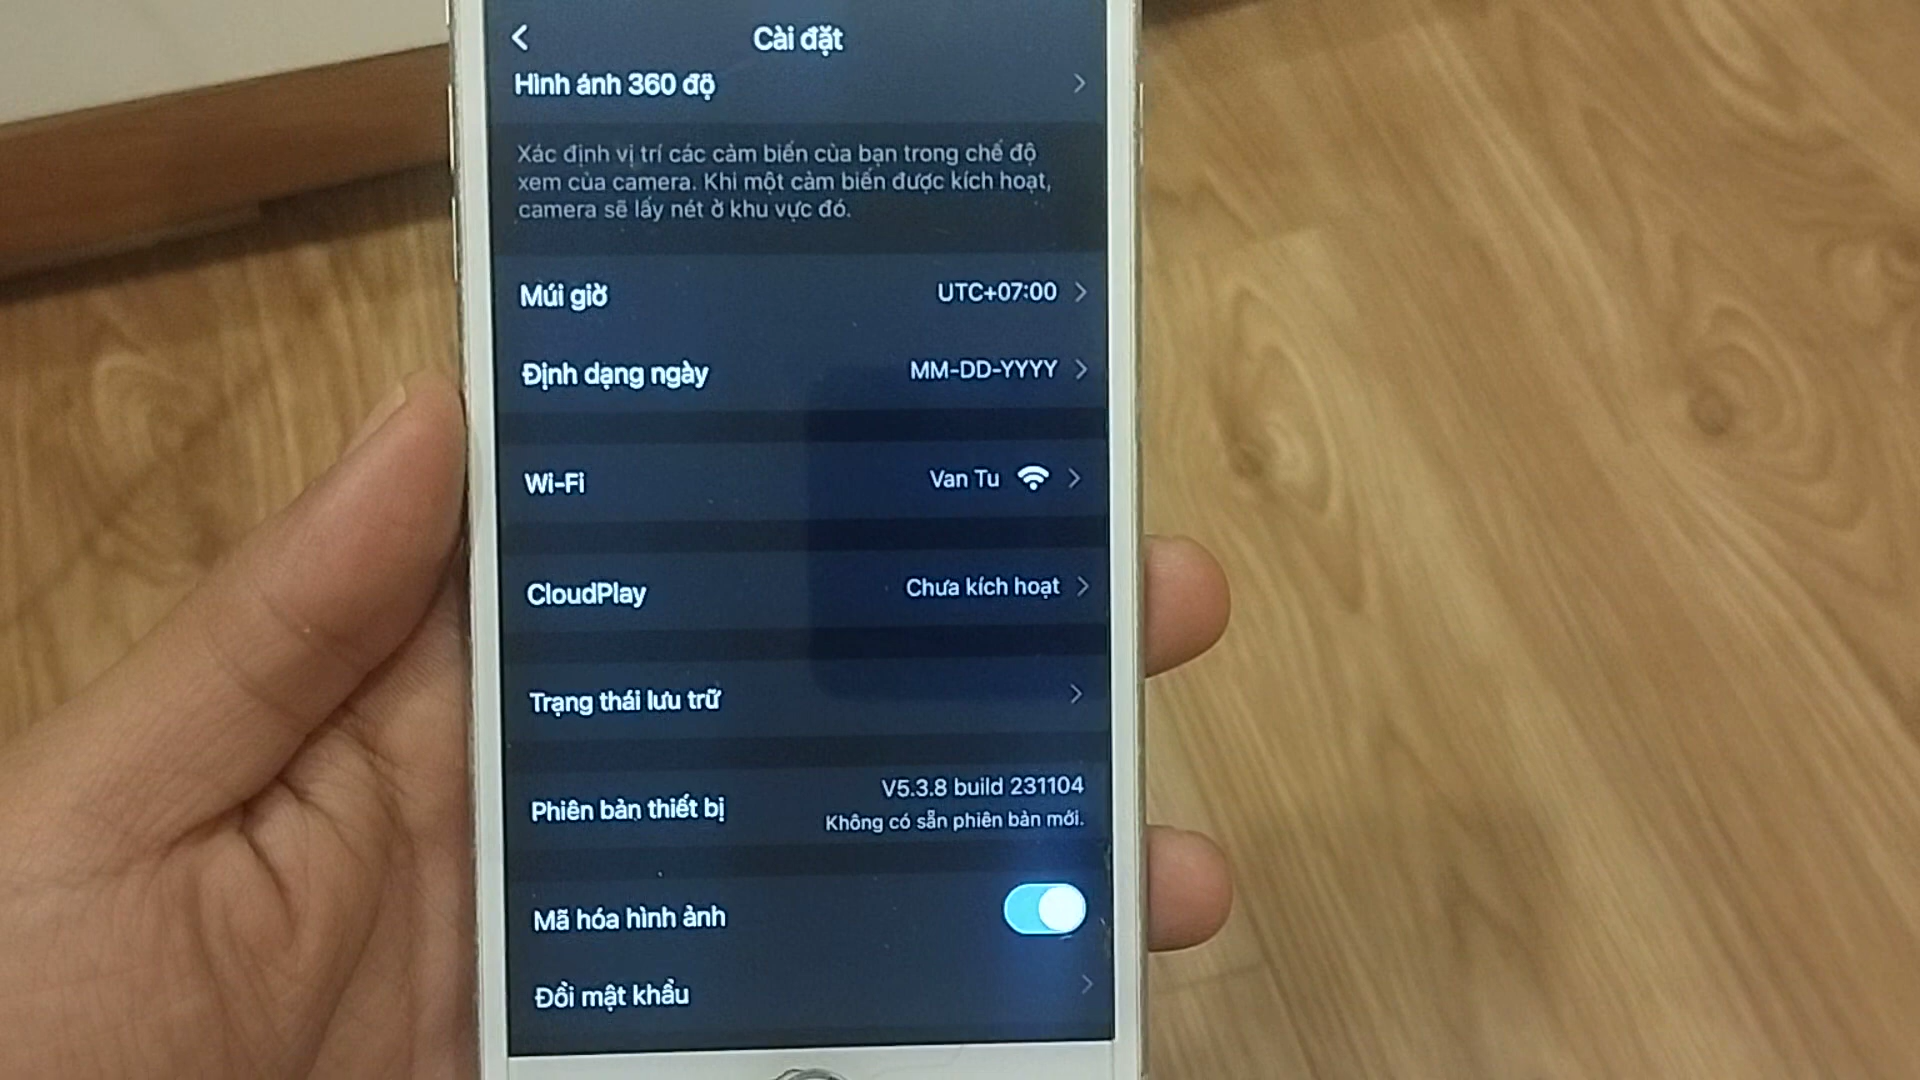 Cài đặt
Hình ảnh 360 độ
Xác định vị trí các cảm biến của bạn trong chế độ
xem của camera. Khi một cảm biến được kích hoạt,
camera sẽ lấy nét ở khu vực đó.
Múi giờ UTC+07:00
Định dạng ngày MM-DD-YYYY
Wi-Fi Van Tu
CloudPlay Chưa kích hoạt
Trạng thái lưu trữ
Phiên bản thiết bị V5.3.8 build 231104
Không có sẵn phiên bản mới.
Mã hóa hình ảnh
Đổi mật khẩu